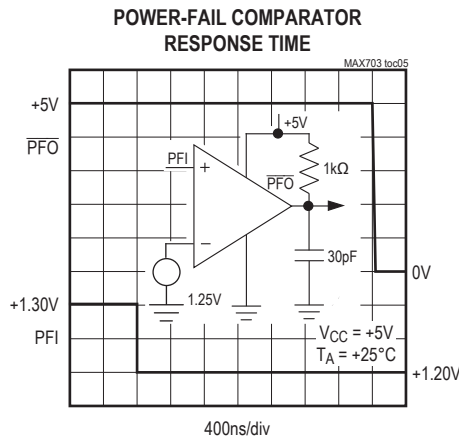 POWER-FAIL COMPARATOR
RESPONSE TIME
MAX703 toc05
+5V
+5V
PFO
PFI
+
PFO
1kΩ
−
30pF
0V
+1.30V
1.25V
PFI
VCC = +5V
TA = +25°C
+1.20V
400ns/div